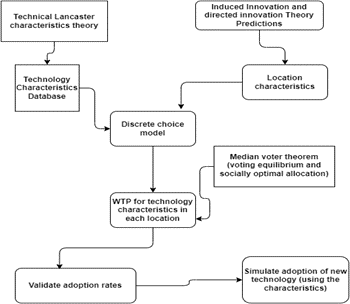 Technical Lancaster
characteristics theory
Induced Innovation and
directed innovation Theory
Predictions
Technology
Characteristics
Database
Location
characteristics
Discrete choice
model
Median voter theorem
(voting equilibrium and
socially optimal allocation)
WTP for technology
characteristics in
each location
Validate adoption rates
Simulate adoption of new
technology (using the
characteristics)